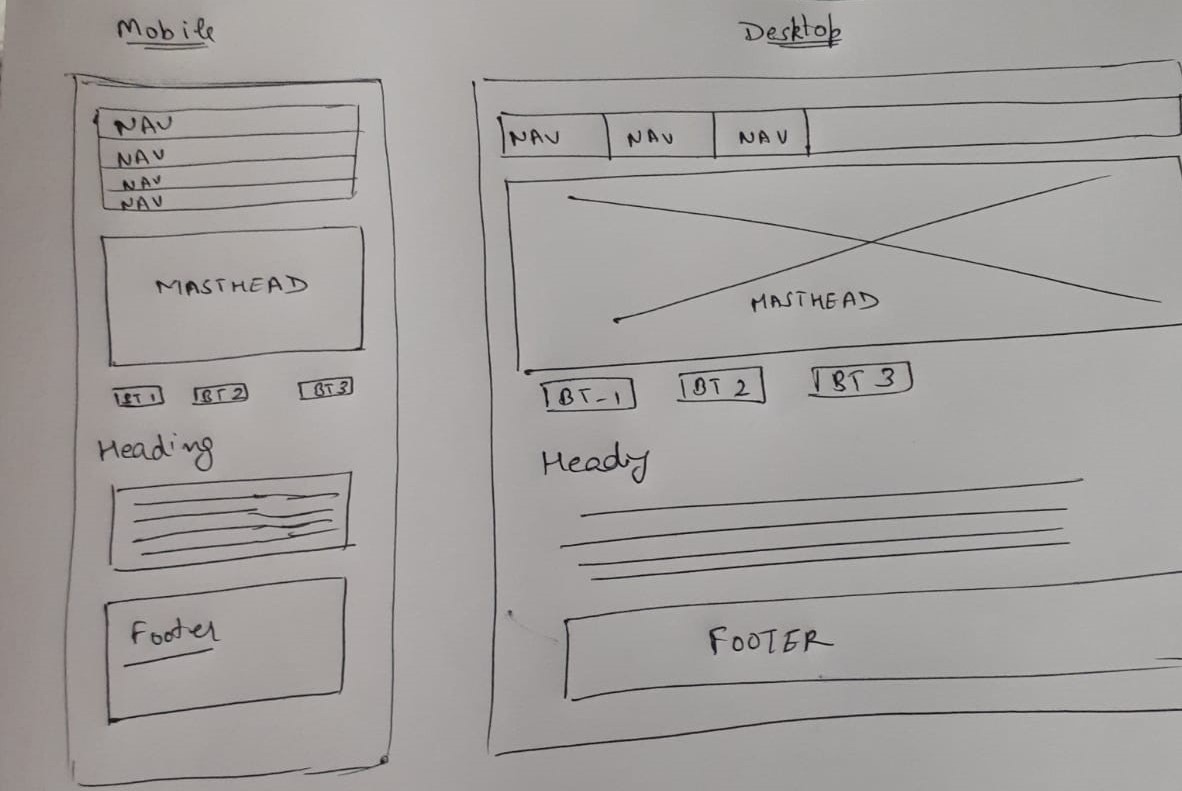 Mobile
NAV
NAV
NAV
NAV
MASTHEAD
BT 1 BT 2 BT 3
Heading
Footer
Desktop
NAV NAV NAV
MASTHEAD
BT-1 BT 2 BT 3
Heady
FOOTER